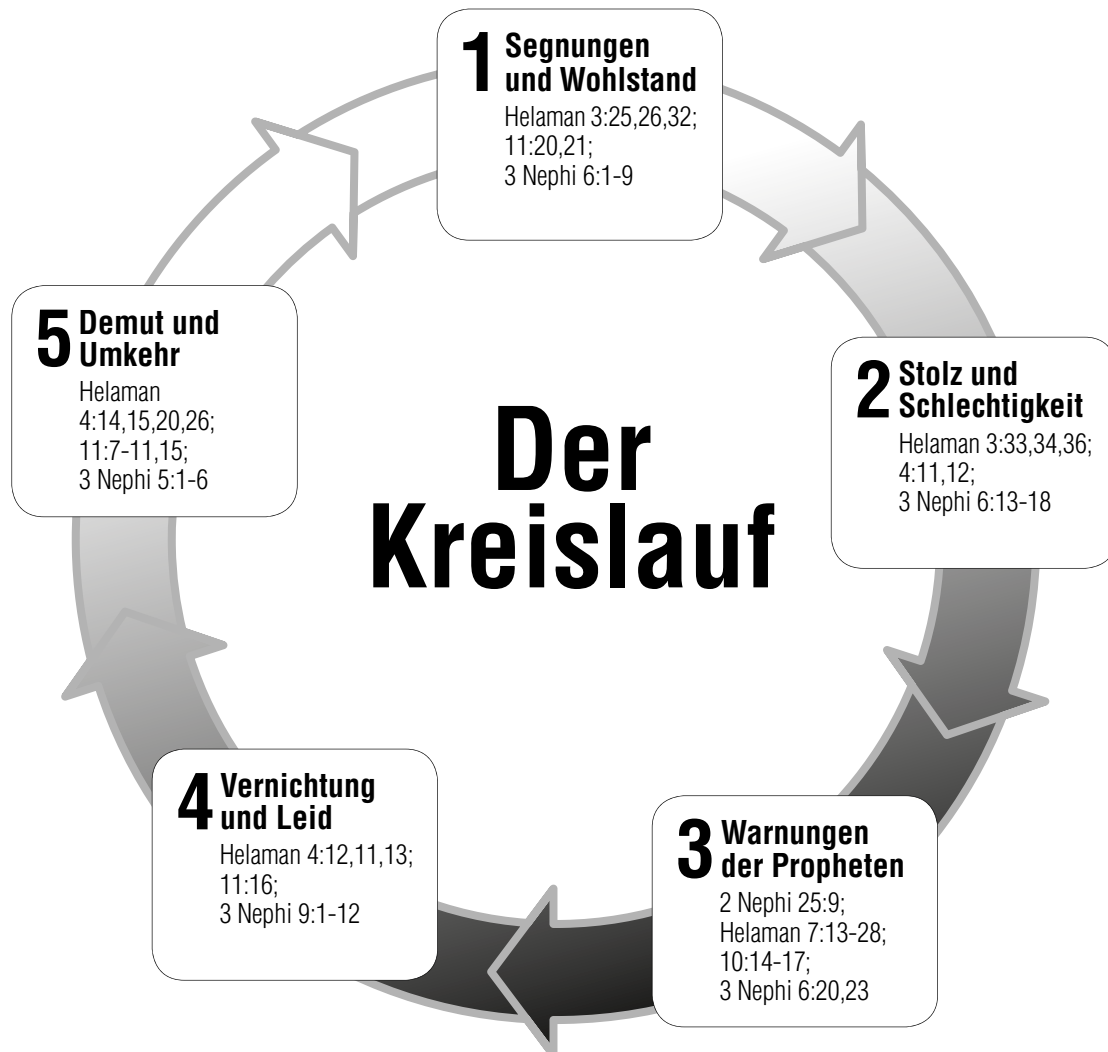 1 Segnungen
und Wohlstand
Helaman 3:25,26,32;
11:20,21;
3 Nephi 6:1-9
2 Stolz und
Schlechtigkeit
Helaman 3:33,34,36;
4:11,12;
3 Nephi 6:13-18
3 Warnungen
der Propheten
2 Nephi 25:9;
Helaman 7:13-28;
10:14-17;
3 Nephi 6:20,23
4 Vernichtung
und Leid
Helaman 4:12,11,13;
11:16;
3 Nephi 9:1-12
5 Demut und
Umkehr
Helaman
4:14,15,20,26;
11:7-11,15;
3 Nephi 5:1-6
Der
Kreislauf